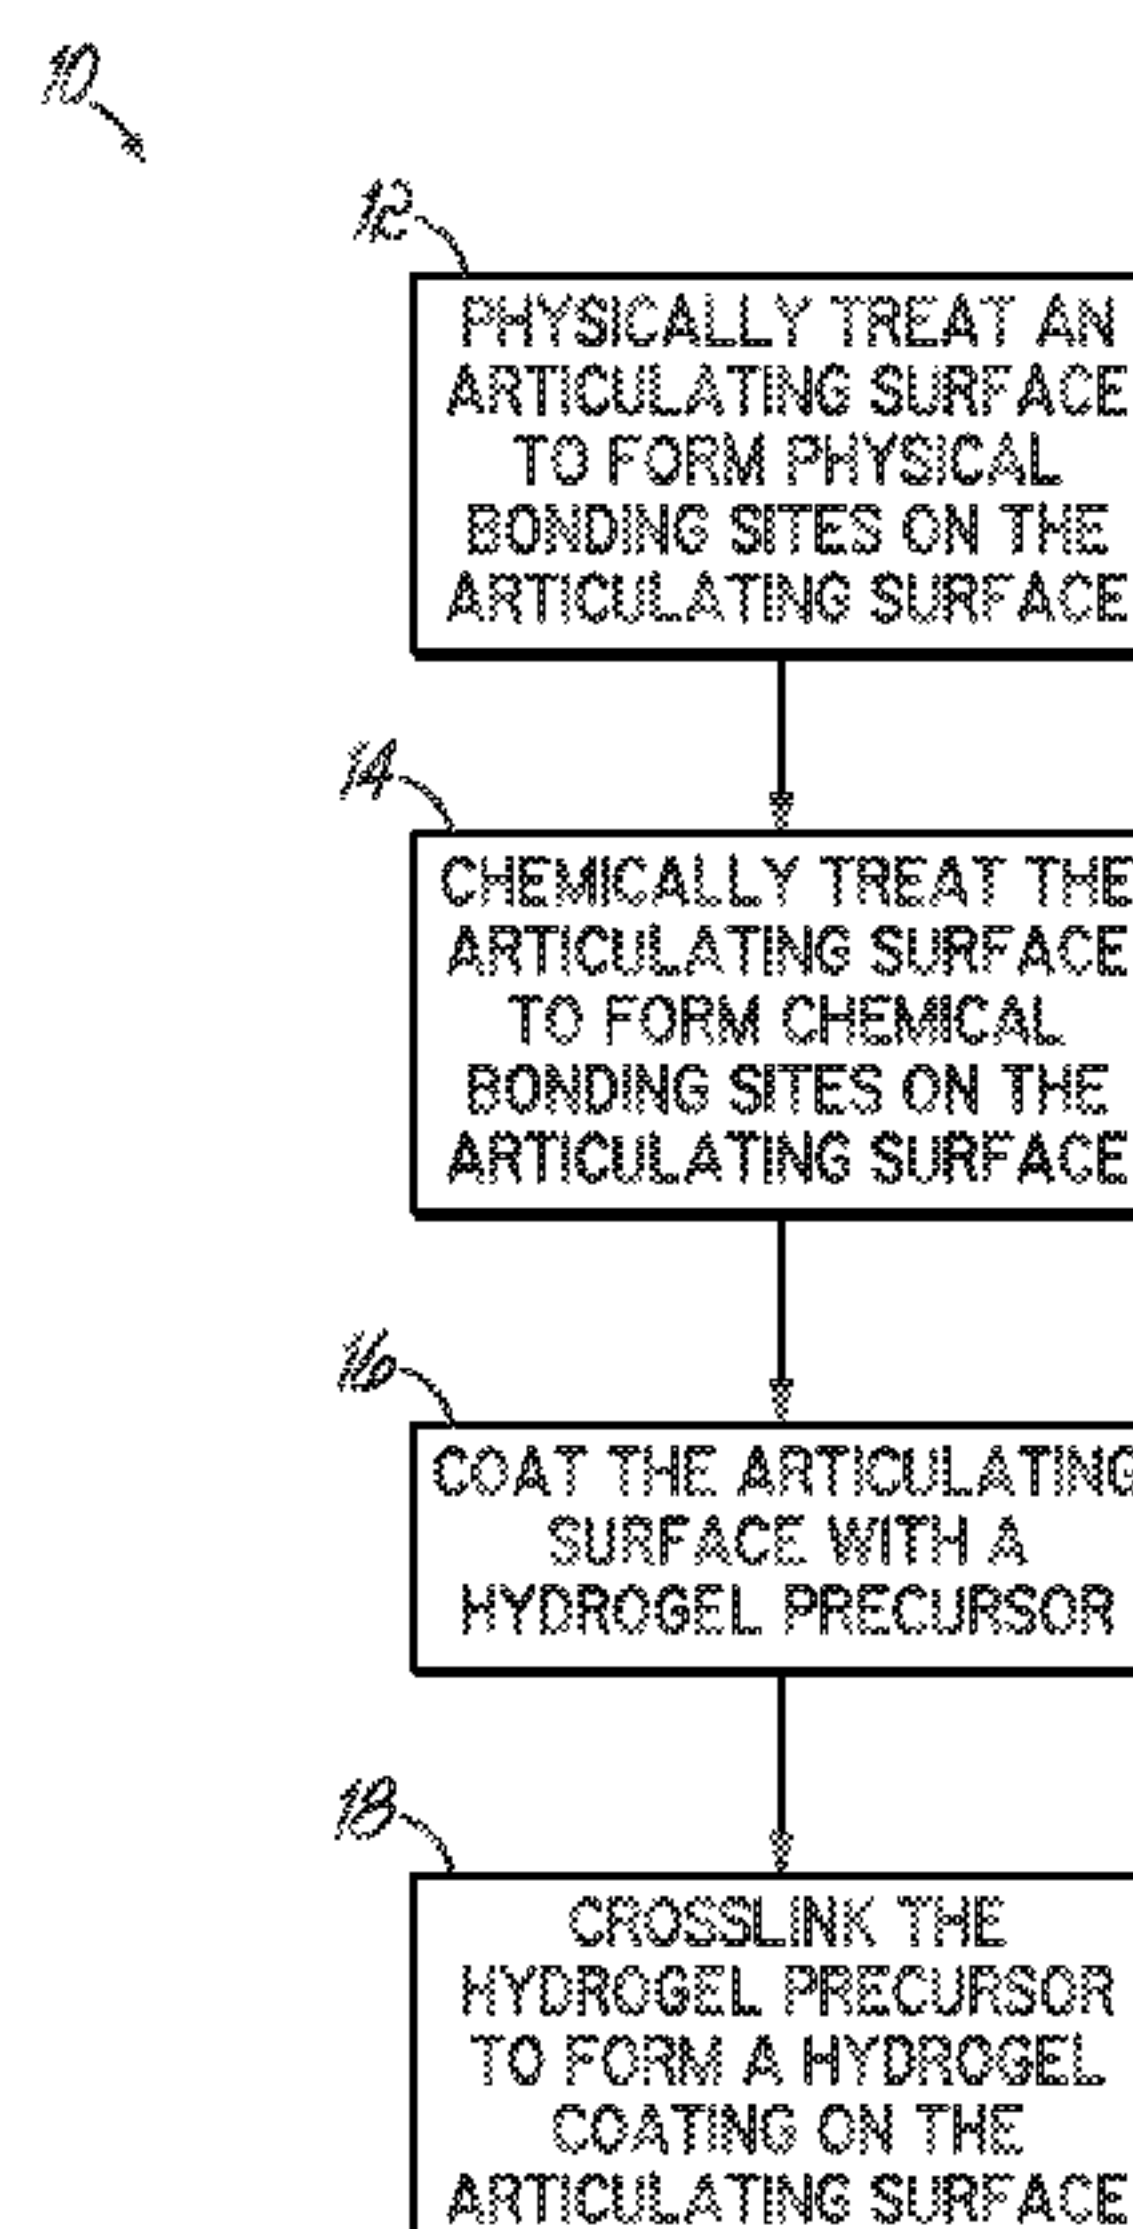 10
12
PHYSICALLY TREAT AN
ARTICULATING SURFACE
TO FORM PHYSICAL
BONDING SITES ON THE
ARTICULATING SURFACE
14
CHEMICALLY TREAT THE
ARTICULATING SURFACE
TO FORM CHEMICAL
BONDING SITES ON THE
ARTICULATING SURFACE
16
COAT THE ARTICULATING
SURFACE WITH A
HYDROGEL PRECURSOR
18
CROSSLINK THE
HYDROGEL PRECURSOR
TO FORM A HYDROGEL
COATING ON THE
ARTICULATING SURFACE